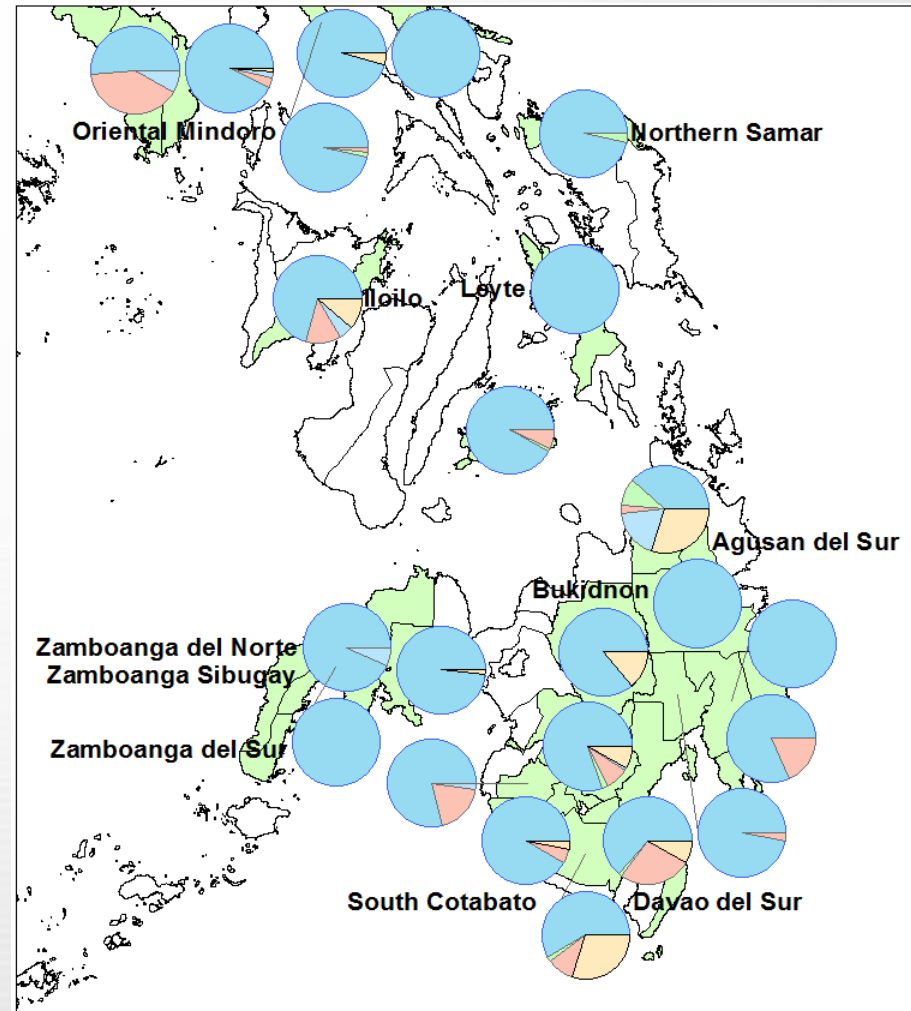 Oriental Mindoro
Northern Samar
Iloilo
Leyte
Agusan del Sur
Bukidnon
Zamboanga del Norte
Zamboanga Sibugay
Zamboanga del Sur
South Cotabato
Davao del Sur